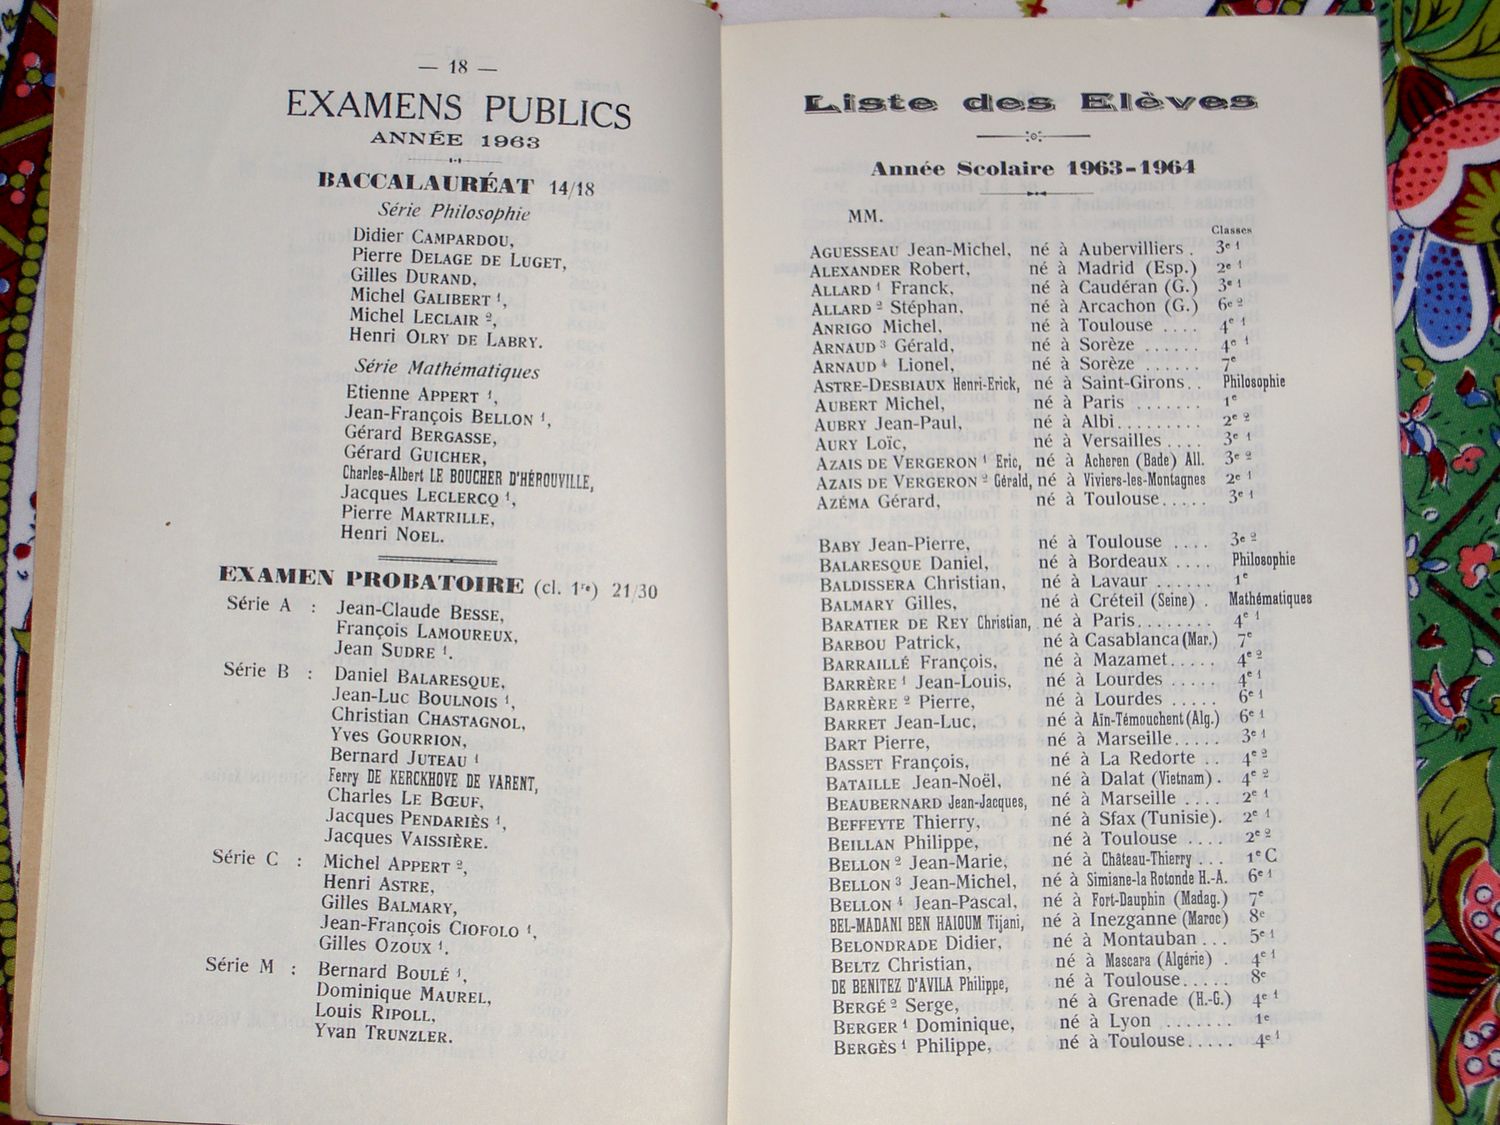 — 18 —
EXAMENS PUBLICS
ANNÉE 1963
BACCALAURÉAT 14/18
Série Philosophie
Didier CAMPARDOU,
Pierre DELAGE DE LUGET,
Gilles DURAND,
Michel GALIBERT 1,
Michel LECLAIR 2,
Henri OLRY DE LABRY.
Série Mathématiques
Etienne APPERT 1,
Jean-François BELLON 1,
Gérard BERGASSE,
Gérard GUICHER,
Charles-Albert LE BOUCHER D'HÉROUVILLE,
Jacques LECLERCQ 1,
Pierre MARTRILLE,
Henri NOEL.
EXAMEN PROBATOIRE (cl. 1re) 21/30
Série A : Jean-Claude BESSE,
François LAMOUREUX,
Jean SUDRE 1.
Série B : Daniel BALARESQUE,
Jean-Luc BOULNOIS 1,
Christian CHASTAGNOL,
Yves GOURRION,
Bernard JUTEAU 1
Ferry DE KERCKHOVE DE VARENT,
Charles LE BŒUF,
Jacques PENDARIÈS 1,
Jacques VAISSIÈRE.
Série C : Michel APPERT 2,
Henri ASTRE,
Gilles BALMARY,
Jean-François CIOFOLO 1,
Gilles OZOUX 1.
Série M : Bernard BOULÉ 1,
Dominique MAUREL,
Louis RIPOLL,
Yvan TRUNZLER.
Liste des Elèves
Année Scolaire 1963-1964
MM.
Classes
AGUESSEAU Jean-Michel, né à Aubervilliers . 3e 1
ALEXANDER Robert, né à Madrid (Esp.) 2e 1
ALLARD 1 Franck, né à Caudéran (G.) 3e 1
ALLARD 2 Stéphan, né à Arcachon (G.) 6e 2
ANRIGO Michel, né à Toulouse .... 4e 1
ARNAUD 3 Gérald, né à Sorèze ...... 4e 1
ARNAUD 4 Lionel, né à Sorèze ...... 7e
ASTRE-DESBIAUX Henri-Erick, né à Saint-Girons.. Philosophie
AUBERT Michel, né à Paris ....... 1e
AUBRY Jean-Paul, né à Albi......... 2e 2
AURY Loïc, né à Versailles .... 3e 1
AZAIS DE VERGERON 1 Eric, né à Acheren (Bade) All. 3e 2
AZAIS DE VERGERON 2 Gérald, né à Viviers-les-Montagnes 2e 1
AZÉMA Gérard, né à Toulouse.... 3e 1
BABY Jean-Pierre, né à Toulouse .... 3e 2
BALARESQUE Daniel, né à Bordeaux .... Philosophie
BALDISSERA Christian, né à Lavaur ...... 1e
BALMARY Gilles, né à Créteil (Seine) . Mathématiques
BARATIER DE REY Christian, né à Paris........ 4e 1
BARBOU Patrick, né à Casablanca (Mar.) 7e
BARRAILLÉ François, né à Mazamet..... 4e 2
BARRÈRE 1 Jean-Louis, né à Lourdes ..... 4e 1
BARRÈRE 2 Pierre, né à Lourdes ..... 6e 1
BARRET Jean-Luc, né à Aïn-Témouchent (Alg.) 6e 1
BART Pierre, né à Marseille..... 3e 1
BASSET François, né à La Redorte .. 4e 2
BATAILLE Jean-Noël, né à Dalat (Vietnam) . 4e 2
BEAUBERNARD Jean-Jacques, né à Marseille .... 2e 1
BEFFEYTE Thierry, né à Sfax (Tunisie). 2e 1
BEILLAN Philippe, né à Toulouse .... 2e 2
BELLON 2 Jean-Marie, né à Château-Thierry ... 1e C
BELLON 3 Jean-Michel, né à Simiane-la Rotonde H.-A. 6e 1
BELLON 4 Jean-Pascal, né à Fort-Dauphin (Madag.) 7e
BEL-MADANI BEN HAIOUM Tijani, né à Inezganne (Maroc) 8e
BELONDRADE Didier, né à Montauban ... 5e 1
BELTZ Christian, né à Mascara (Algérie) . 4e 1
DE BENITEZ D'AVILA Philippe, né à Toulouse..... 8e
BERGÉ 2 Serge, né à Grenade (H.-G.) 4e 1
BERGER 1 Dominique, né à Lyon ....... 1e
BERGÈS 1 Philippe, né à Toulouse..... 4e 1